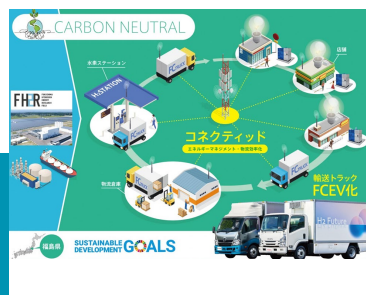 CARBON NEUTRAL
水素ステーション
店舗
H₂ STATION
FH2R
コネクティッド
エネルギーマネジメント・物流効率化
物流倉庫
輸送トラック
FCEV化
H2 Future
福島県
SUSTAINABLE
DEVELOPMENT GOALS